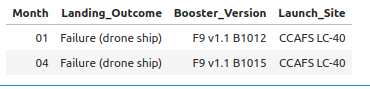 Month Landing_Outcome Booster_Version Launch_Site
01 Failure (drone ship) F9 v1.1 B1012 CCAFS LC-40
04 Failure (drone ship) F9 v1.1 B1015 CCAFS LC-40